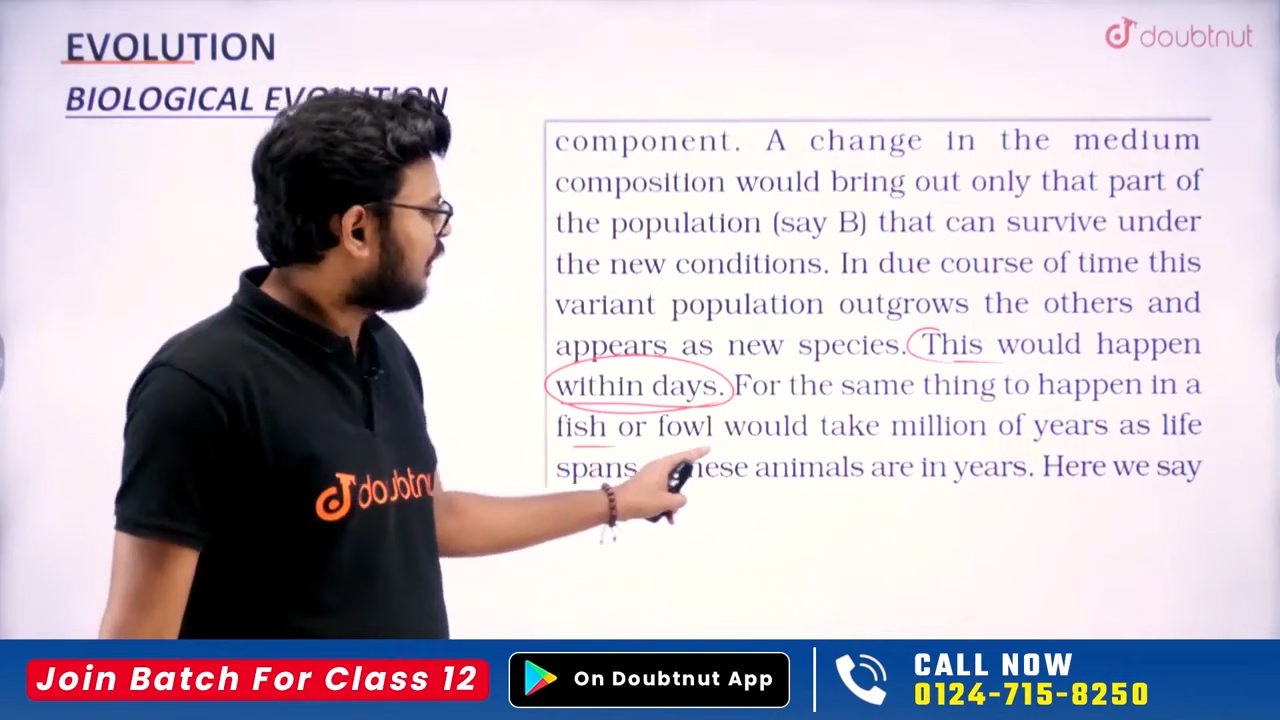 EVOLUTION
doubtnut
BIOLOGICAL EVOLUTION
component. A change in the medium
composition would bring out only that part of
the population (say B) that can survive under
the new conditions. In due course of time this
variant population outgrows the others and
appears as new species. This would happen
within days. For the same thing to happen in a
fish or fowl would take million of years as life
spans these animals are in years. Here we say
doubtnut
Join Batch For Class 12
On Doubtnut App
CALL NOW
0124-715-8250